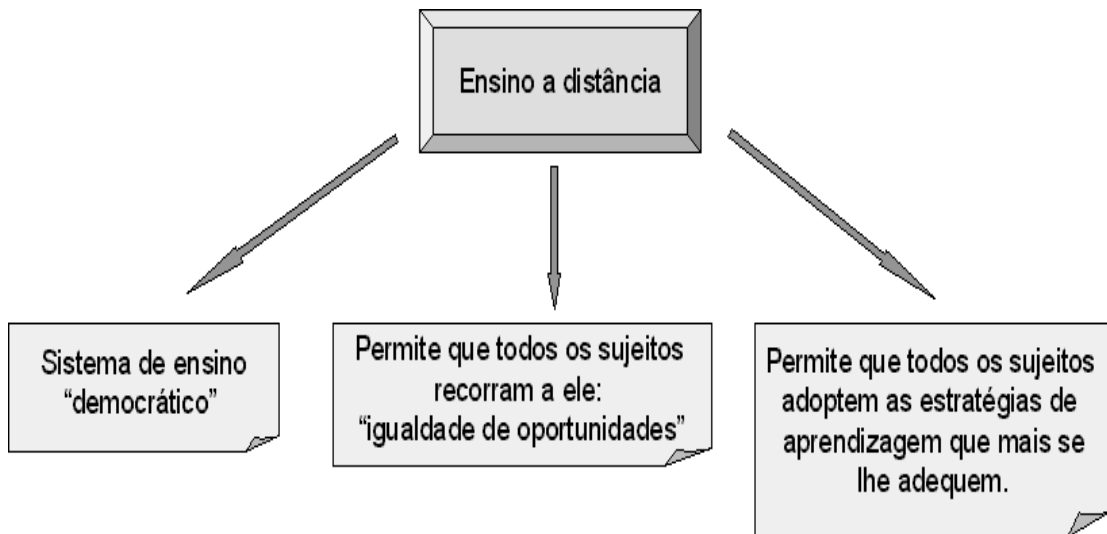 Ensino a distância
Sistema de ensino
“democrático”
Permite que todos os sujeitos
recorram a ele:
“igualdade de oportunidades”
Permite que todos os sujeitos
adoptem as estratégias de
aprendizagem que mais se
lhe adequem.